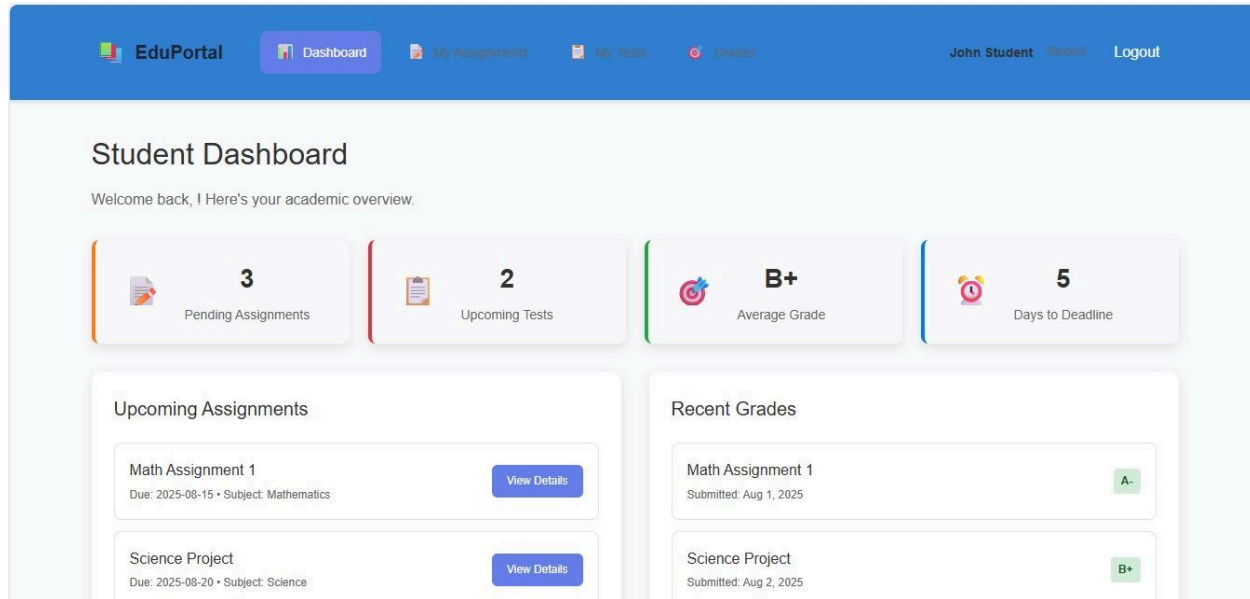 EduPortal Dashboard My Assignments My Tests Grades John Student Student Logout
Student Dashboard
Welcome back, ! Here's your academic overview.
3
Pending Assignments
2
Upcoming Tests
B+
Average Grade
5
Days to Deadline
Upcoming Assignments
Math Assignment 1
Due: 2025-08-15 • Subject: Mathematics
View Details
Science Project
Due: 2025-08-20 • Subject: Science
View Details
Recent Grades
Math Assignment 1
Submitted: Aug 1, 2025
A-
Science Project
Submitted: Aug 2, 2025
B+